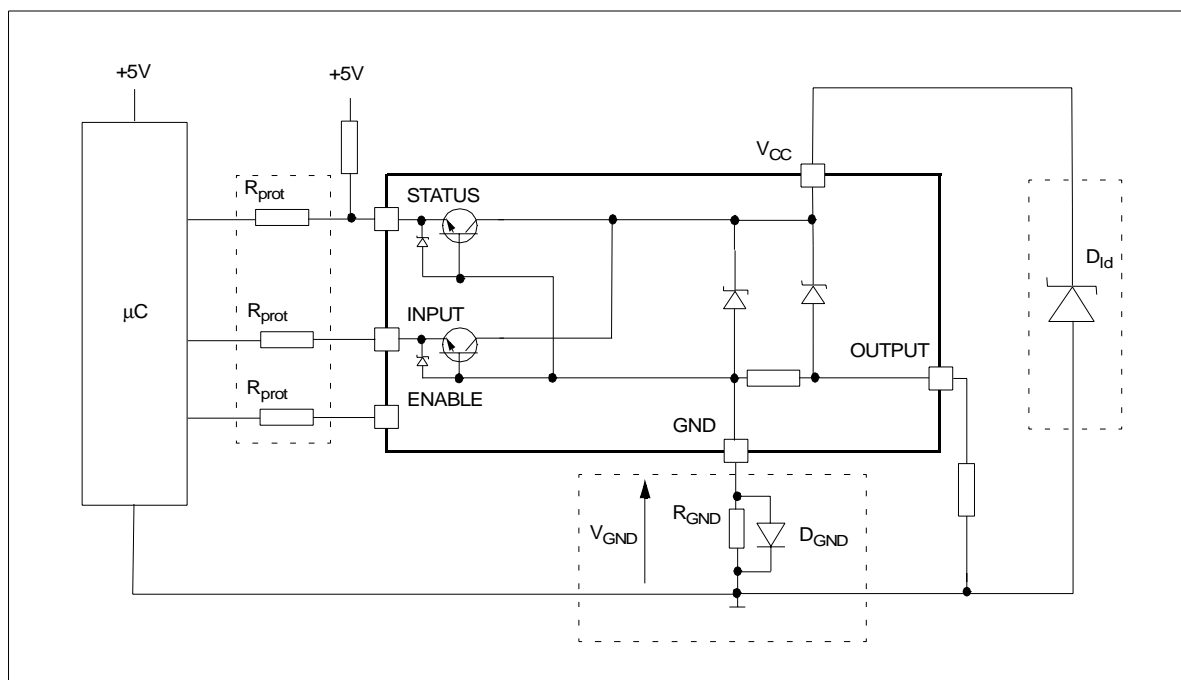 +5V
+5V
V_CC
R_prot
STATUS
D_ld
μC
R_prot
INPUT
OUTPUT
R_prot
ENABLE
GND
R_GND
V_GND
D_GND